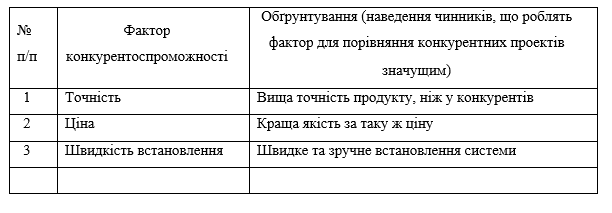 №
п/п
Фактор
конкурентоспроможності
Обґрунтування (наведення чинників, що роблять
фактор для порівняння конкурентних проектів
значущим)
1 Точність Вища точність продукту, ніж у конкурентів
2 Ціна Краща якість за таку ж ціну
3 Швидкість встановлення Швидке та зручне встановлення системи